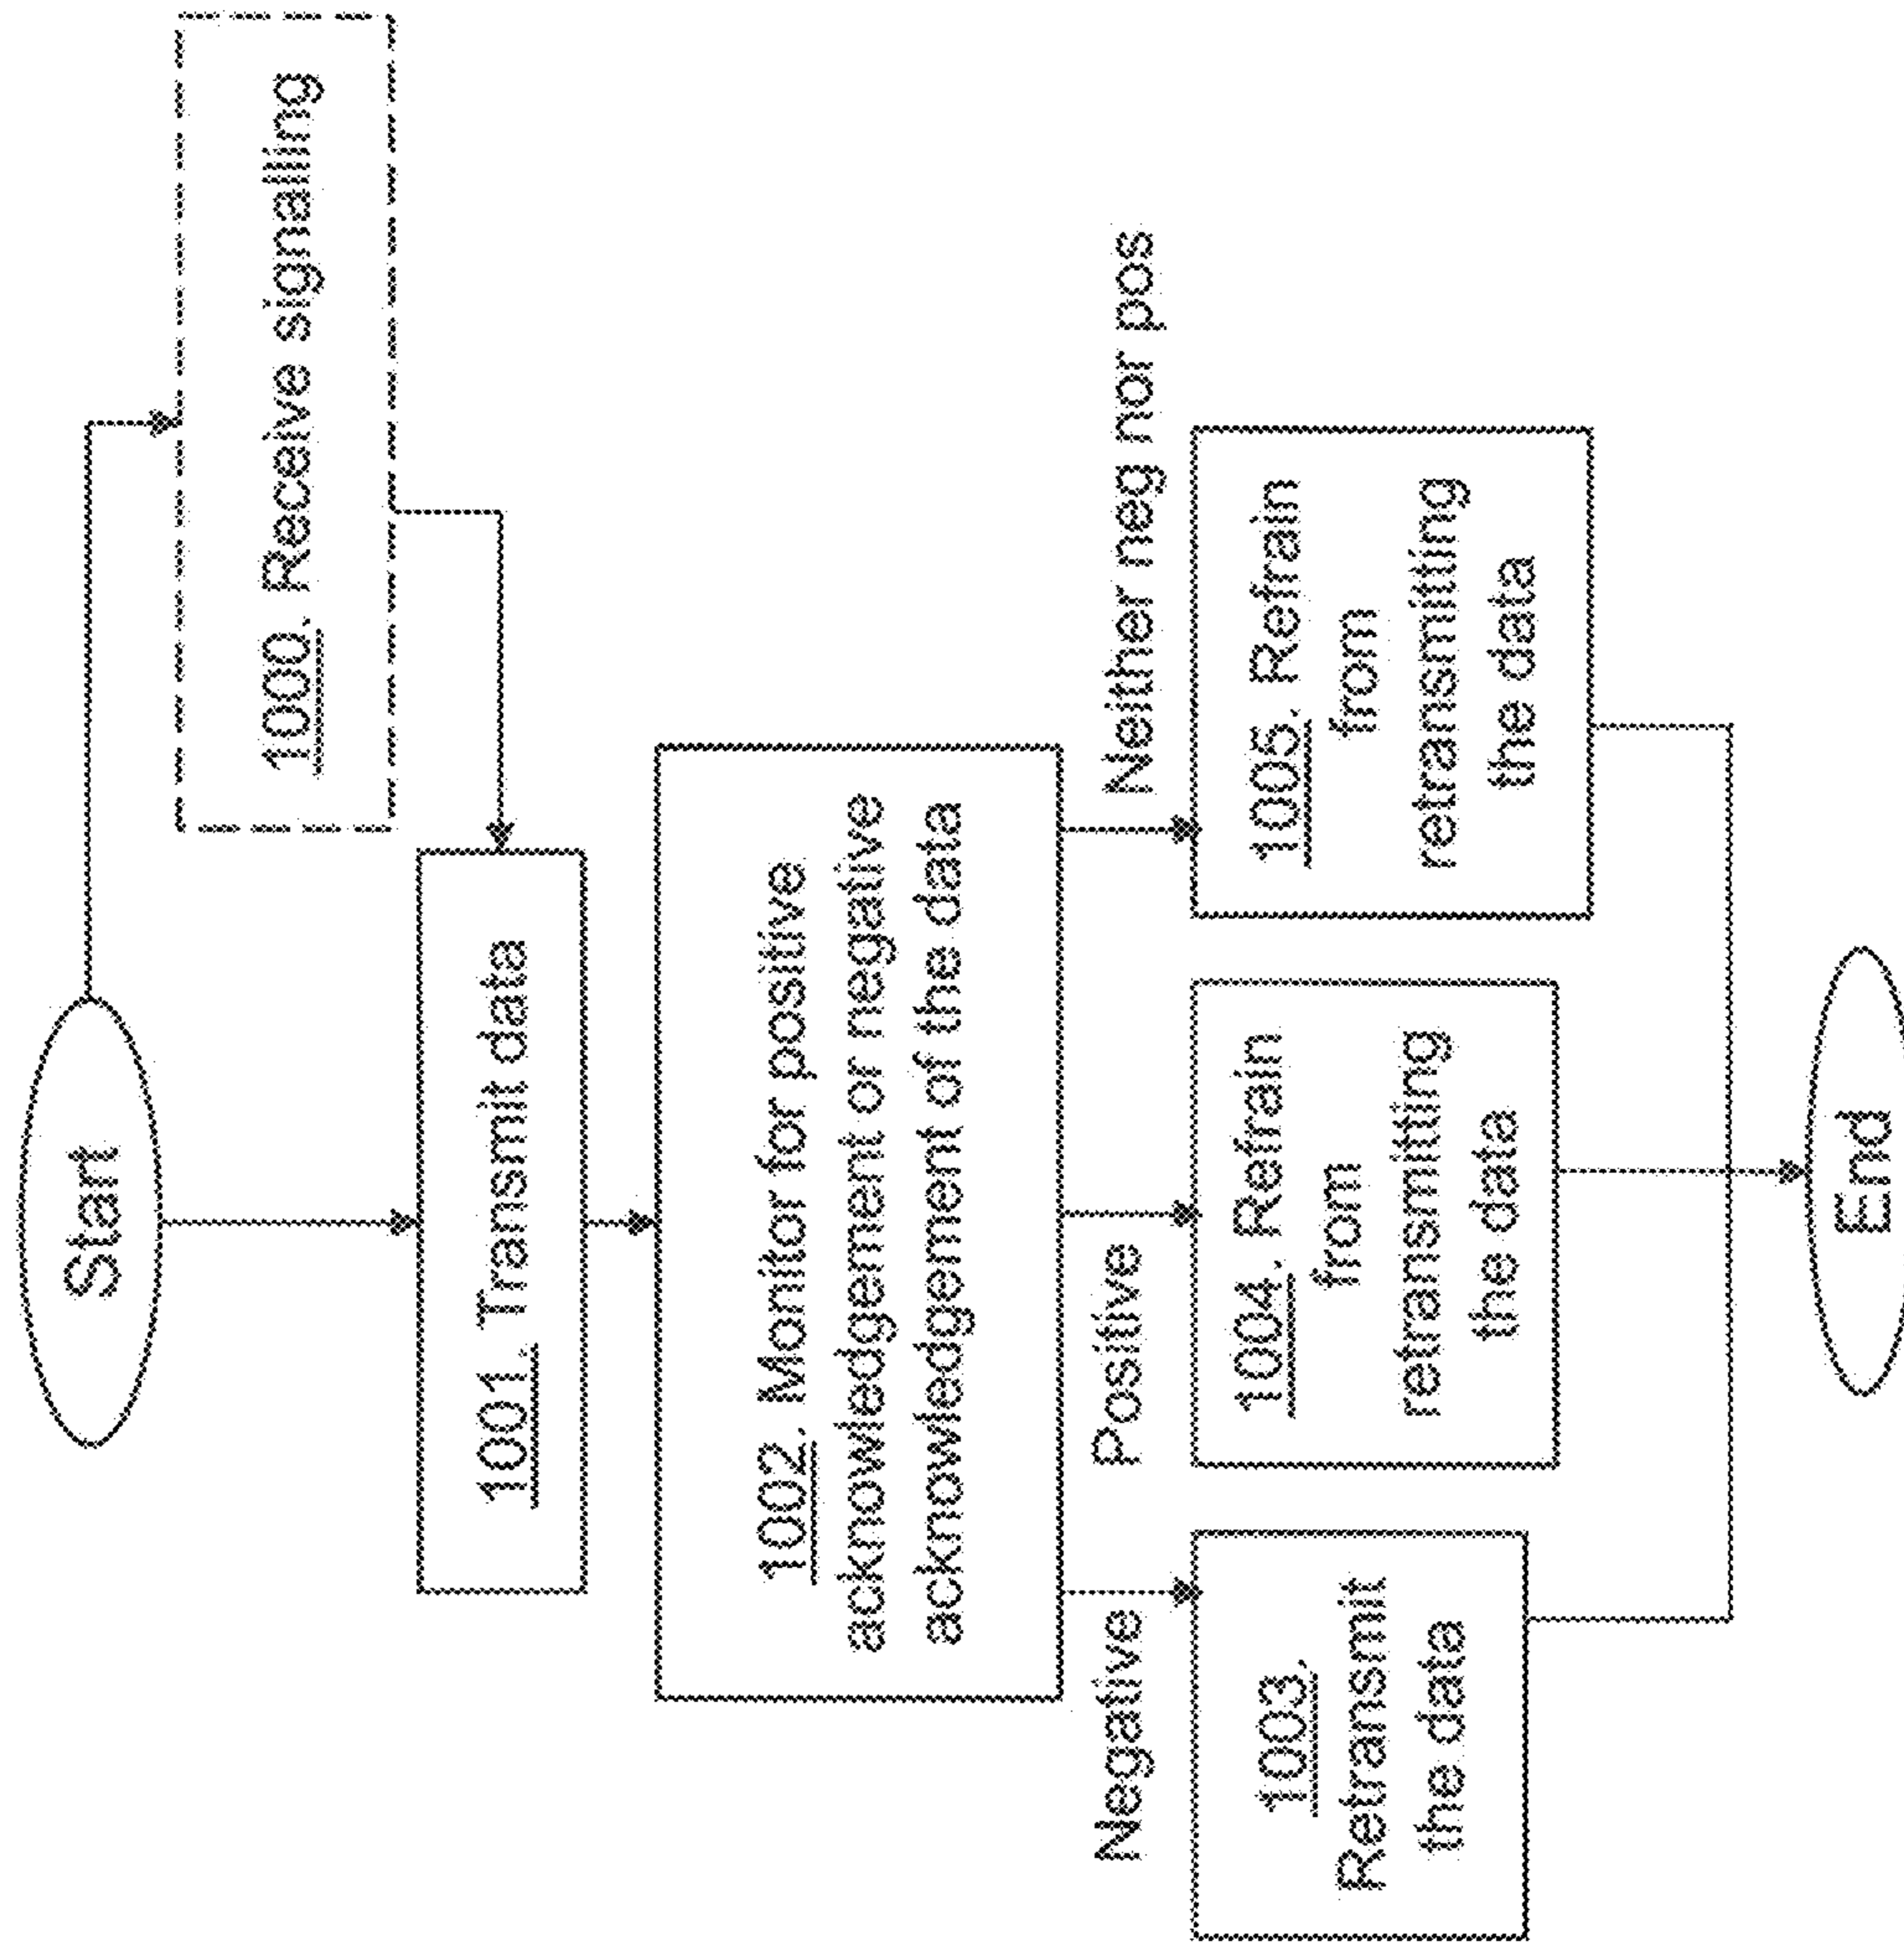 Start
1000. Receive signalling
1001. Transmit data
1002. Monitor for positive
acknowledgement or negative
acknowledgement of the data
Negative
Positive
Neither neg nor pos
1003.
Retransmit
the data
1004. Refrain
from
retransmitting
the data
1005. Refrain
from
retransmitting
the data
End